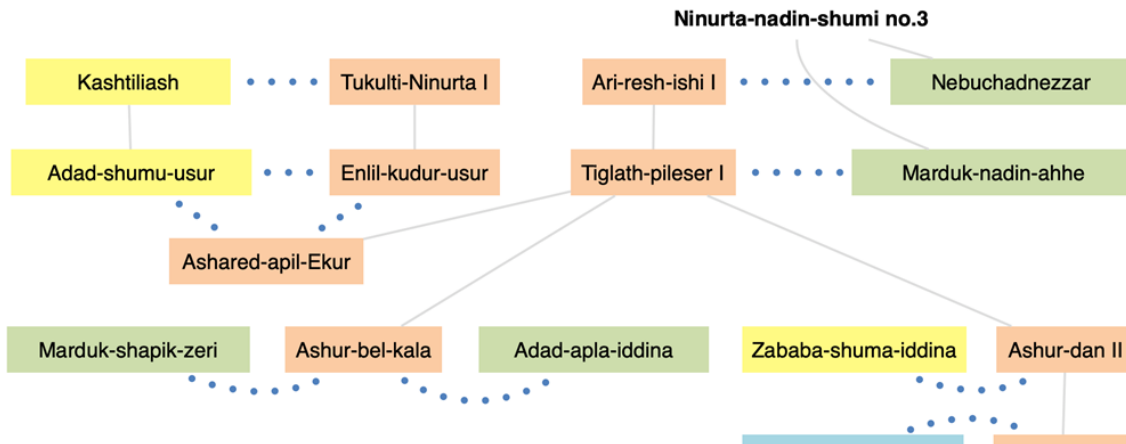 Ninurta-nadin-shumi no.3
Kashtiliash
Tukulti-Ninurta I
Ari-resh-ishi I
Nebuchadnezzar
Adad-shumu-usur
Enlil-kudur-usur
Tiglath-pileser I
Marduk-nadin-ahhe
Ashared-apil-Ekur
Marduk-shapik-zeri
Ashur-bel-kala
Adad-apla-iddina
Zababa-shuma-iddina
Ashur-dan II